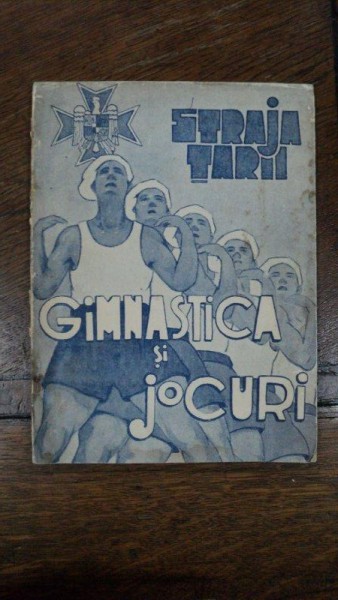 STRAJA
ȚĂRII
GiMNASTiCA
și
jOCURi